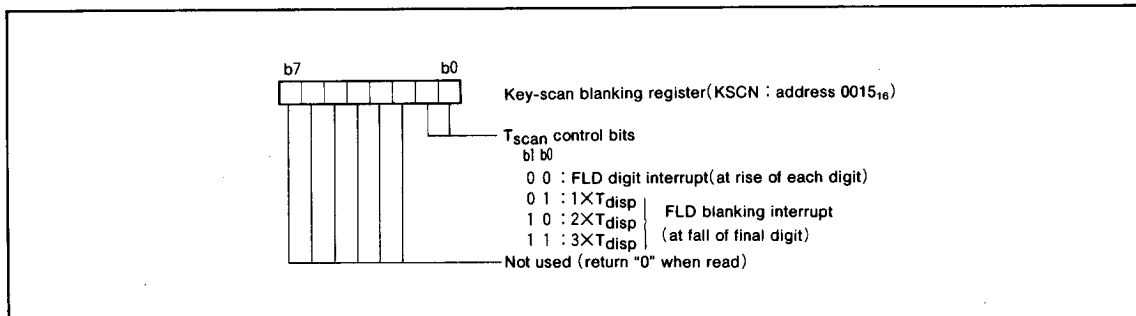 b7 b0
Key-scan blanking register(KSCN : address 0015₁₆)
Tscan control bits
b1 b0
0 0 : FLD digit interrupt(at rise of each digit)
0 1 : 1×Tdisp
1 0 : 2×Tdisp
1 1 : 3×Tdisp
FLD blanking interrupt
(at fall of final digit)
Not used (return "0" when read)